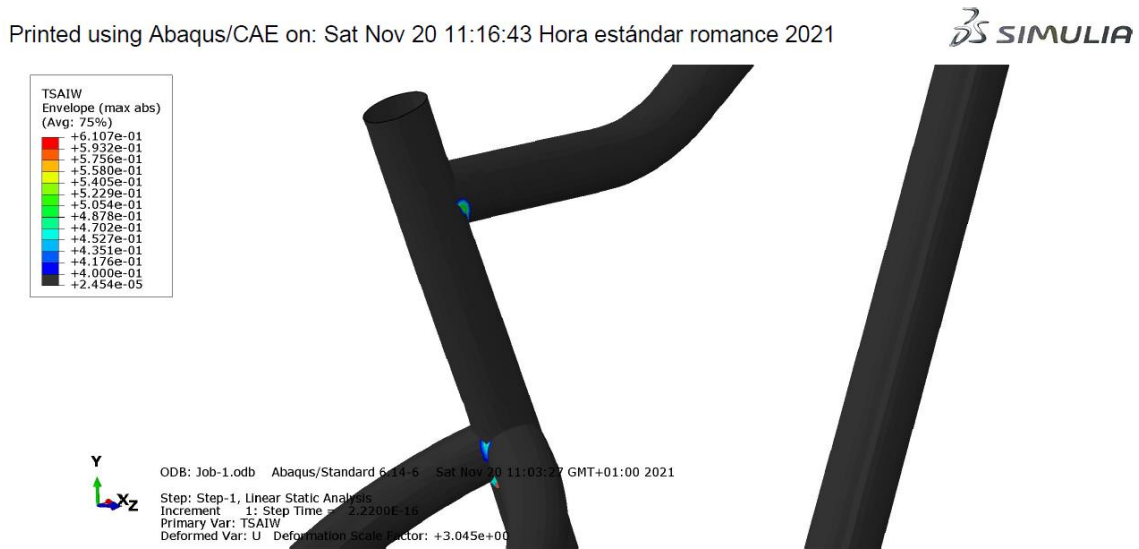 Printed using Abaqus/CAE on: Sat Nov 20 11:16:43 Hora estándar romance 2021
SIMULIA
TSAIW
Envelope (max abs)
(Avg: 75%)
+6.107e-01
+5.932e-01
+5.756e-01
+5.580e-01
+5.405e-01
+5.229e-01
+5.054e-01
+4.878e-01
+4.702e-01
+4.527e-01
+4.351e-01
+4.176e-01
+4.000e-01
+2.454e-05
Y
X
Z
ODB: Job-1.odb Abaqus/Standard 6.14-6 Sat Nov 20 11:03:27 GMT+01:00 2021
Step: Step-1, Linear Static Analysis
Increment 1: Step Time = 2.2200E-16
Primary Var: TSAIW
Deformed Var: U Deformation Scale Factor: +3.045e+00